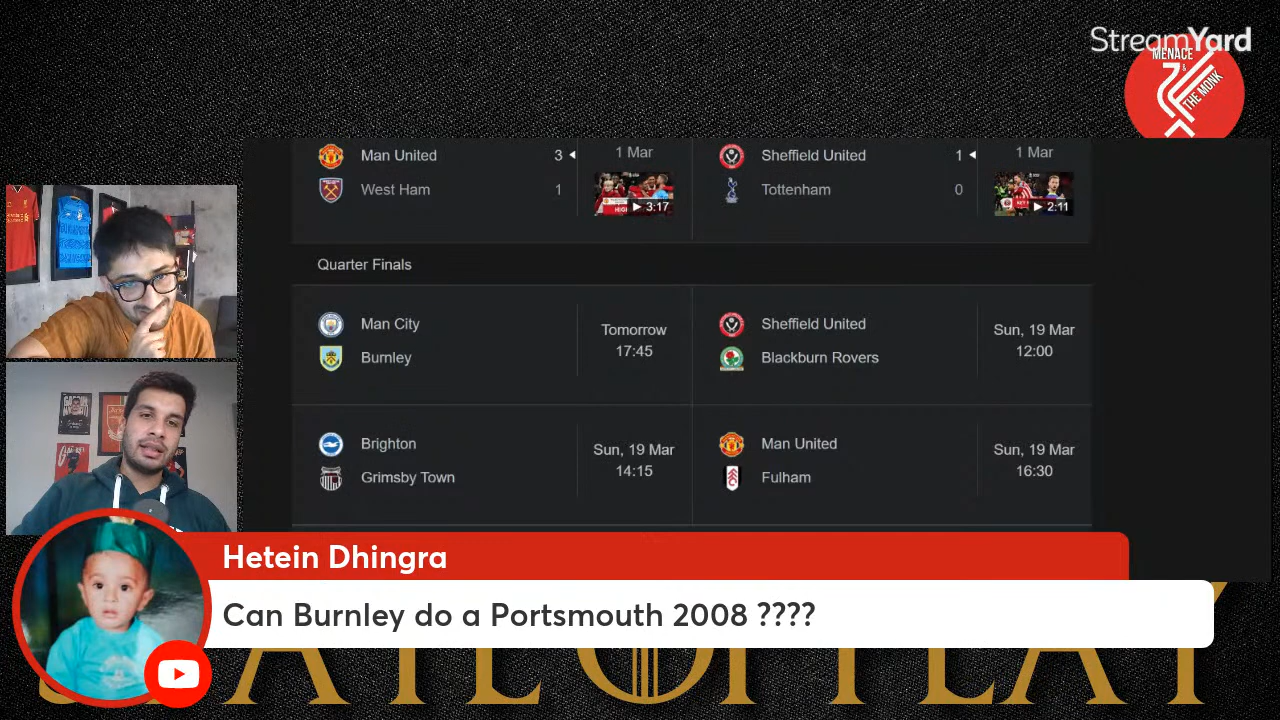 StreamYard
MENACE
&
THE MONK
Man United 3
West Ham 1
1 Mar
3:17
Sheffield United 1
Tottenham 0
1 Mar
2:11
Quarter Finals
Man City
Burnley
Tomorrow
17:45
Sheffield United
Blackburn Rovers
Sun, 19 Mar
12:00
Brighton
Grimsby Town
Sun, 19 Mar
14:15
Man United
Fulham
Sun, 19 Mar
16:30
Hetein Dhingra
Can Burnley do a Portsmouth 2008 ????